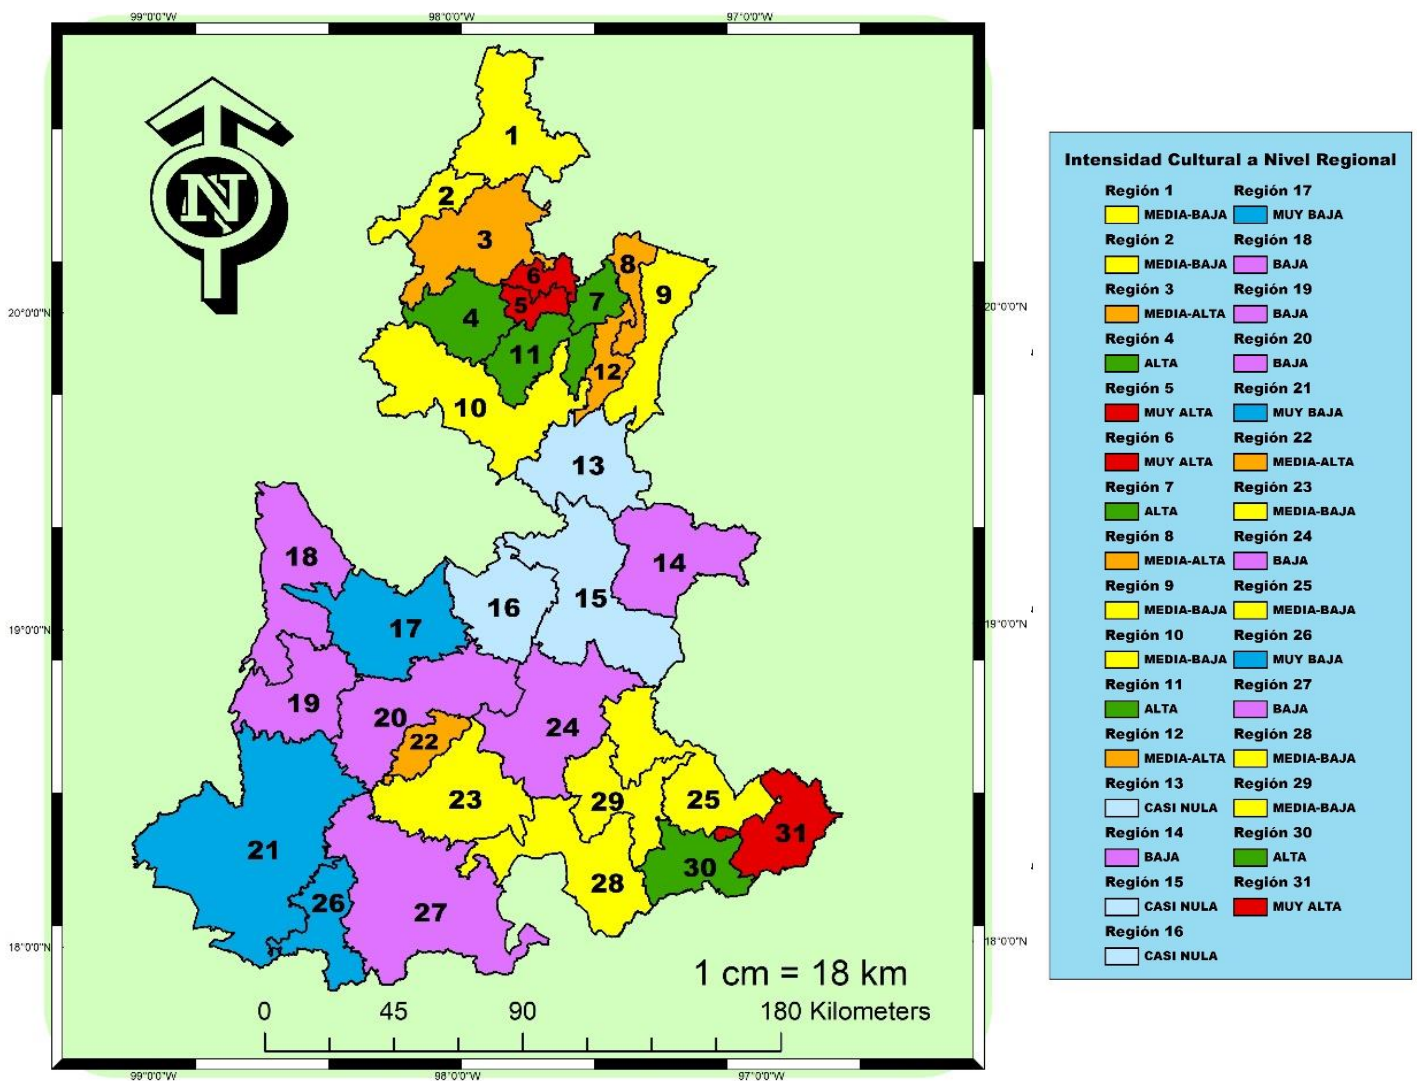 99°0'0"W 98°0'0"W 97°0'0"W
N
1
2
3
8
6
9
7
5
4
11
12
10
13
18
14
15
16
17
19
20
24
22
23
29
25
31
21
30
28
26
27
20°0'0"N 20°0'0"N
19°0'0"N 19°0'0"N
18°0'0"N 18°0'0"N
1 cm = 18 km
0 45 90 180 Kilometers
99°0'0"W 98°0'0"W 97°0'0"W
Intensidad Cultural a Nivel Regional
Región 1 Región 17
MEDIA-BAJA MUY BAJA
Región 2 Región 18
MEDIA-BAJA BAJA
Región 3 Región 19
MEDIA-ALTA BAJA
Región 4 Región 20
ALTA BAJA
Región 5 Región 21
MUY ALTA MUY BAJA
Región 6 Región 22
MUY ALTA MEDIA-ALTA
Región 7 Región 23
ALTA MEDIA-BAJA
Región 8 Región 24
MEDIA-ALTA BAJA
Región 9 Región 25
MEDIA-BAJA MEDIA-BAJA
Región 10 Región 26
MEDIA-BAJA MUY BAJA
Región 11 Región 27
ALTA BAJA
Región 12 Región 28
MEDIA-ALTA MEDIA-BAJA
Región 13 Región 29
CASI NULA MEDIA-BAJA
Región 14 Región 30
BAJA ALTA
Región 15 Región 31
CASI NULA MUY ALTA
Región 16
CASI NULA